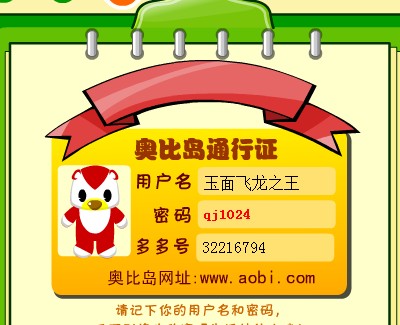 奥比岛通行证
用户名 玉面飞龙之王
密码 qj1024
多多号 32216794
奥比岛网址:www.aobi.com
请记下你的用户名和密码，